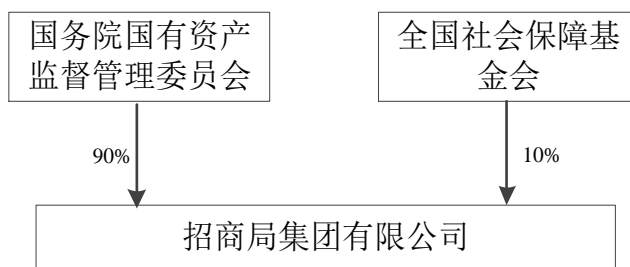 国务院国有资产
监督管理委员会
全国社会保障基
金会
90%
10%
招商局集团有限公司